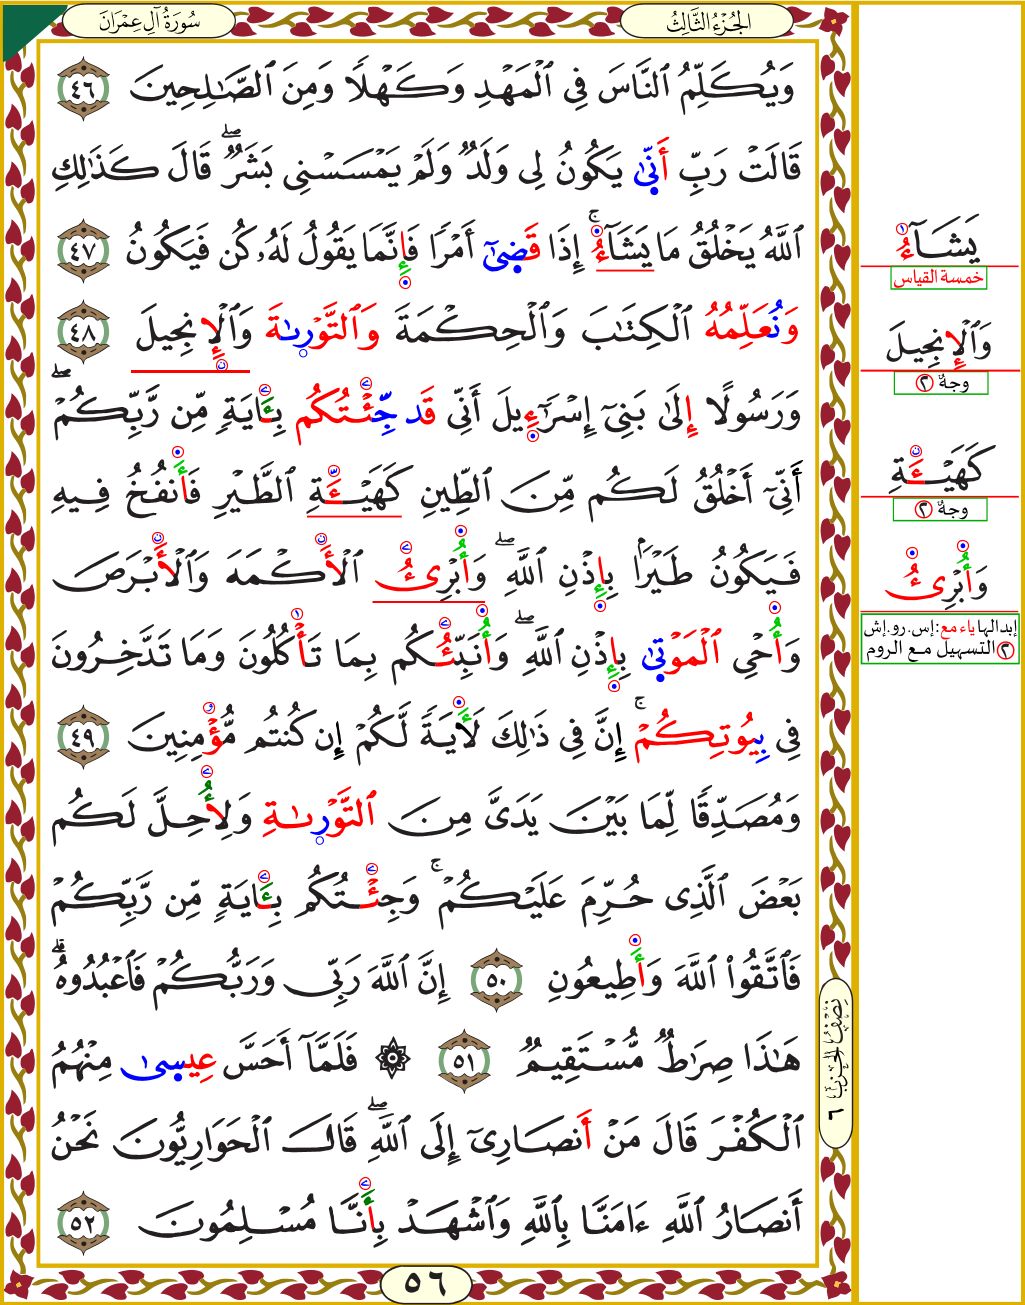 سُورَةُ آلِ عِمْرَانَ
الجُزْءُ الثَّالِثُ
وَيُكَلِّمُ ٱلنَّاسَ فِي ٱلْمَهْدِ وَكَهْلًا وَمِنَ ٱلصَّٰلِحِينَ ٤٦
قَالَتْ رَبِّ أَنِّىٰ يَكُونُ لِي وَلَدٌ وَلَمْ يَمْسَسْنِي بَشَرٌۖ قَالَ كَذَٰلِكِ
ٱللَّهُ يَخْلُقُ مَا يَشَآءُۚ إِذَا قَضِىٰٓ أَمْرًا فَإِنَّمَا يَقُولُ لَهُۥ كُن فَيَكُونُ ٤٧
وَنُعَلِّمُهُ ٱلْكِتَٰبَ وَٱلْحِكْمَةَ وَٱلتَّوْرِىٰةَ وَٱلْإِنجِيلَ ٤٨
وَرَسُولًا إِلَىٰ بَنِيٓ إِسْرَٰٓءِيلَ أَنِّي قَد جِّئْتُكُم بِـَٔايَةٍ مِّن رَّبِّكُمْۖ
أَنِّيٓ أَخْلُقُ لَكُم مِّنَ ٱلطِّينِ كَهَيْـَٔةِ ٱلطَّيْرِ فَأَنفُخُ فِيهِ
فَيَكُونُ طَيْرًاۢ بِإِذْنِ ٱللَّهِۖ وَأُبْرِئُ ٱلْأَكْمَهَ وَٱلْأَبْرَصَ
وَأُحْيِ ٱلْمَوْتِىٰ بِإِذْنِ ٱللَّهِۖ وَأُنَبِّئُكُم بِمَا تَأْكُلُونَ وَمَا تَدَّخِرُونَ
فِي بِيُوتِكُمْۚ إِنَّ فِي ذَٰلِكَ لَأٓيَةً لَّكُمْ إِن كُنتُم مُّؤْمِنِينَ ٤٩
وَمُصَدِّقًا لِّمَا بَيْنَ يَدَيَّ مِنَ ٱلتَّوْرِىٰةِ وَلِأُحِلَّ لَكُم
بَعْضَ ٱلَّذِي حُرِّمَ عَلَيْكُمْۚ وَجِئْتُكُم بِـَٔايَةٍ مِّن رَّبِّكُمْ
فَٱتَّقُوا۟ ٱللَّهَ وَأَطِيعُونِ ٥٠ إِنَّ ٱللَّهَ رَبِّي وَرَبُّكُمْ فَٱعْبُدُوهُۗ
هَٰذَا صِرَٰطٌ مُّسْتَقِيمٌ ٥١ ۞ فَلَمَّآ أَحَسَّ عِيسِىٰ مِنْهُمُ
ٱلْكُفْرَ قَالَ مَنْ أَنصَارِيٓ إِلَى ٱللَّهِۖ قَالَ ٱلْحَوَارِيُّونَ نَحْنُ
أَنصَارُ ٱللَّهِ ءَامَنَّا بِٱللَّهِ وَٱشْهَدْ بِأَنَّا مُسْلِمُونَ ٥٢
٥٦
يَشَآءُ
خمسة القياس
وَٱلْإِنجِيلَ
وجهٌ ٢
كَهَيْـَٔةِ
وجهٌ ٢
وَأُبْرِئُ
إبدالها ياء مع: إس. رو. إش
٢ التسهيل مع الروم
نِصْفُ الحِزْبِ ٦